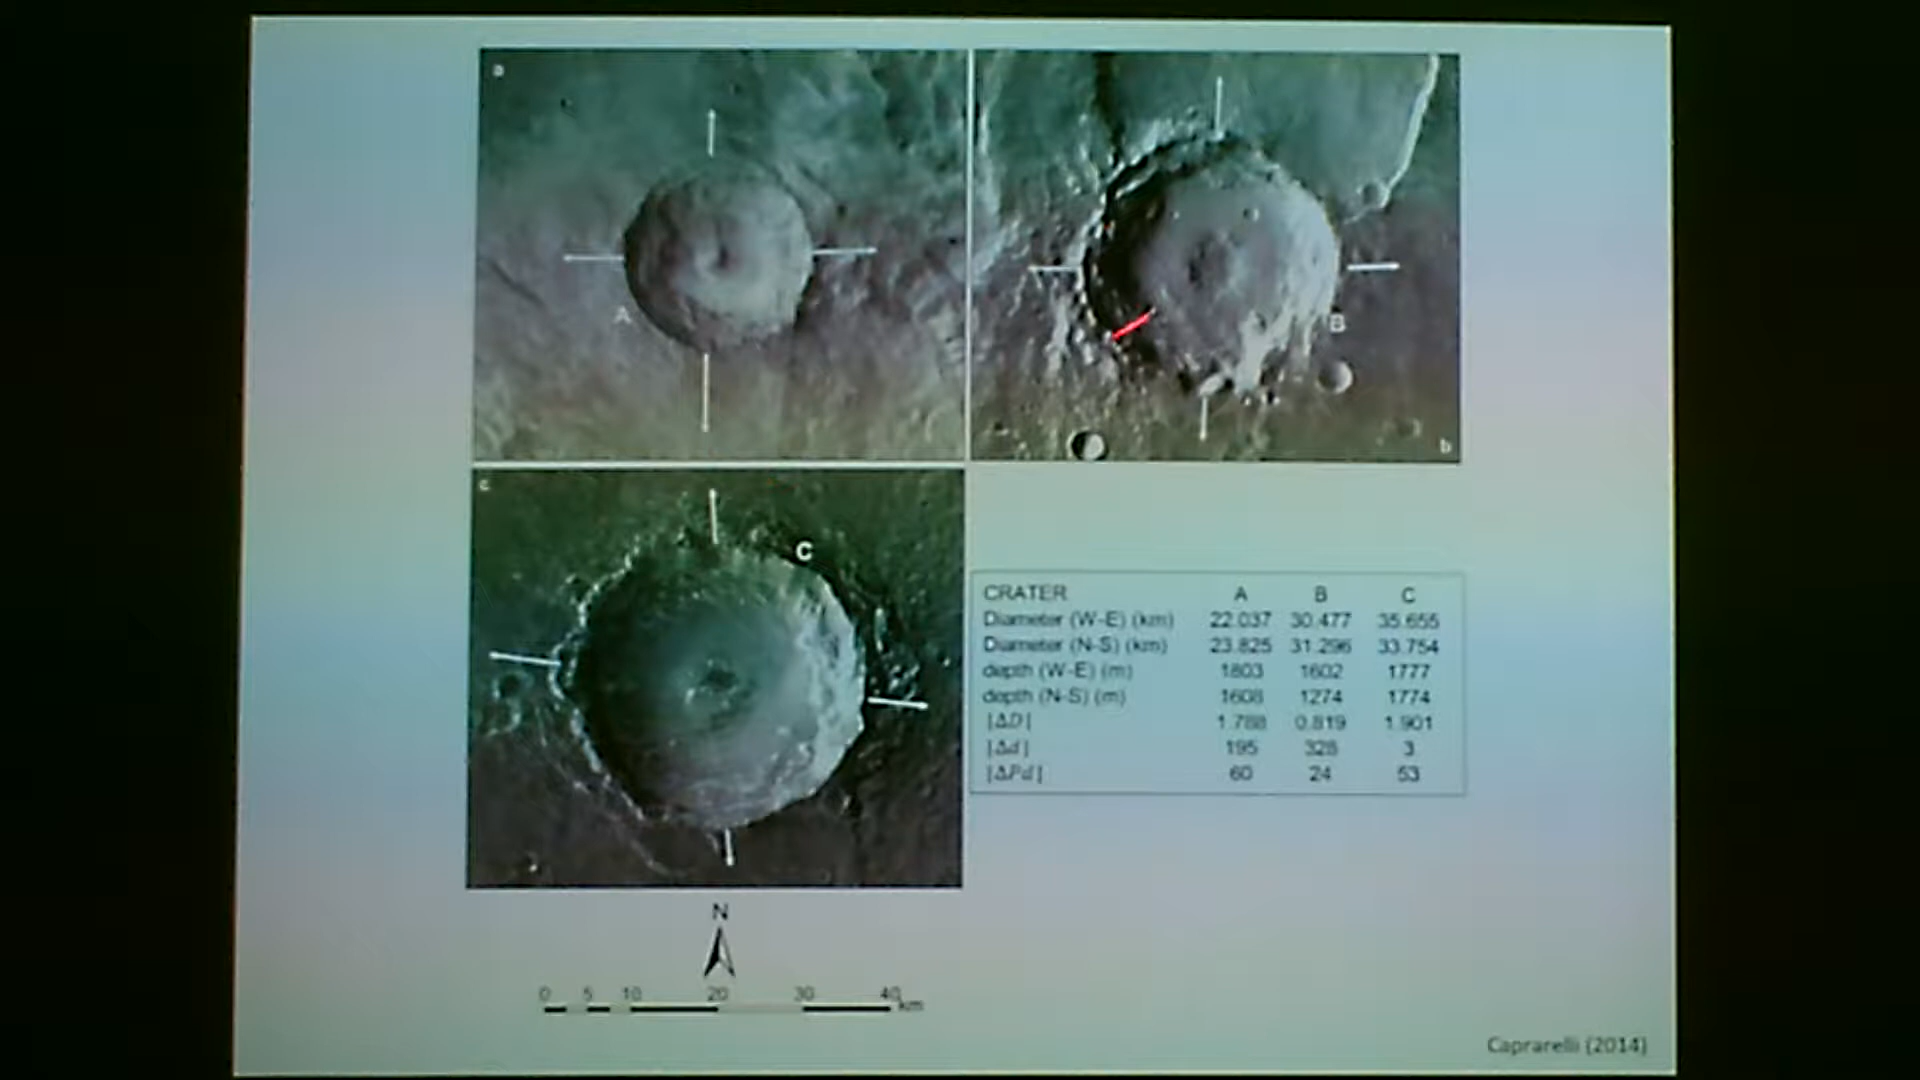 a
A
B
b
c
C
CRATER A B C
Diameter (W-E) (km) 22.037 30.477 35.655
Diameter (N-S) (km) 23.825 31.296 33.754
depth (W-E) (m) 1803 1602 1777
depth (N-S) (m) 1608 1274 1774
|ΔD| 1.788 0.819 1.901
|Δd| 195 328 3
|ΔPd| 60 24 53
N
0 5 10 20 30 40 km
Caprarelli (2014)